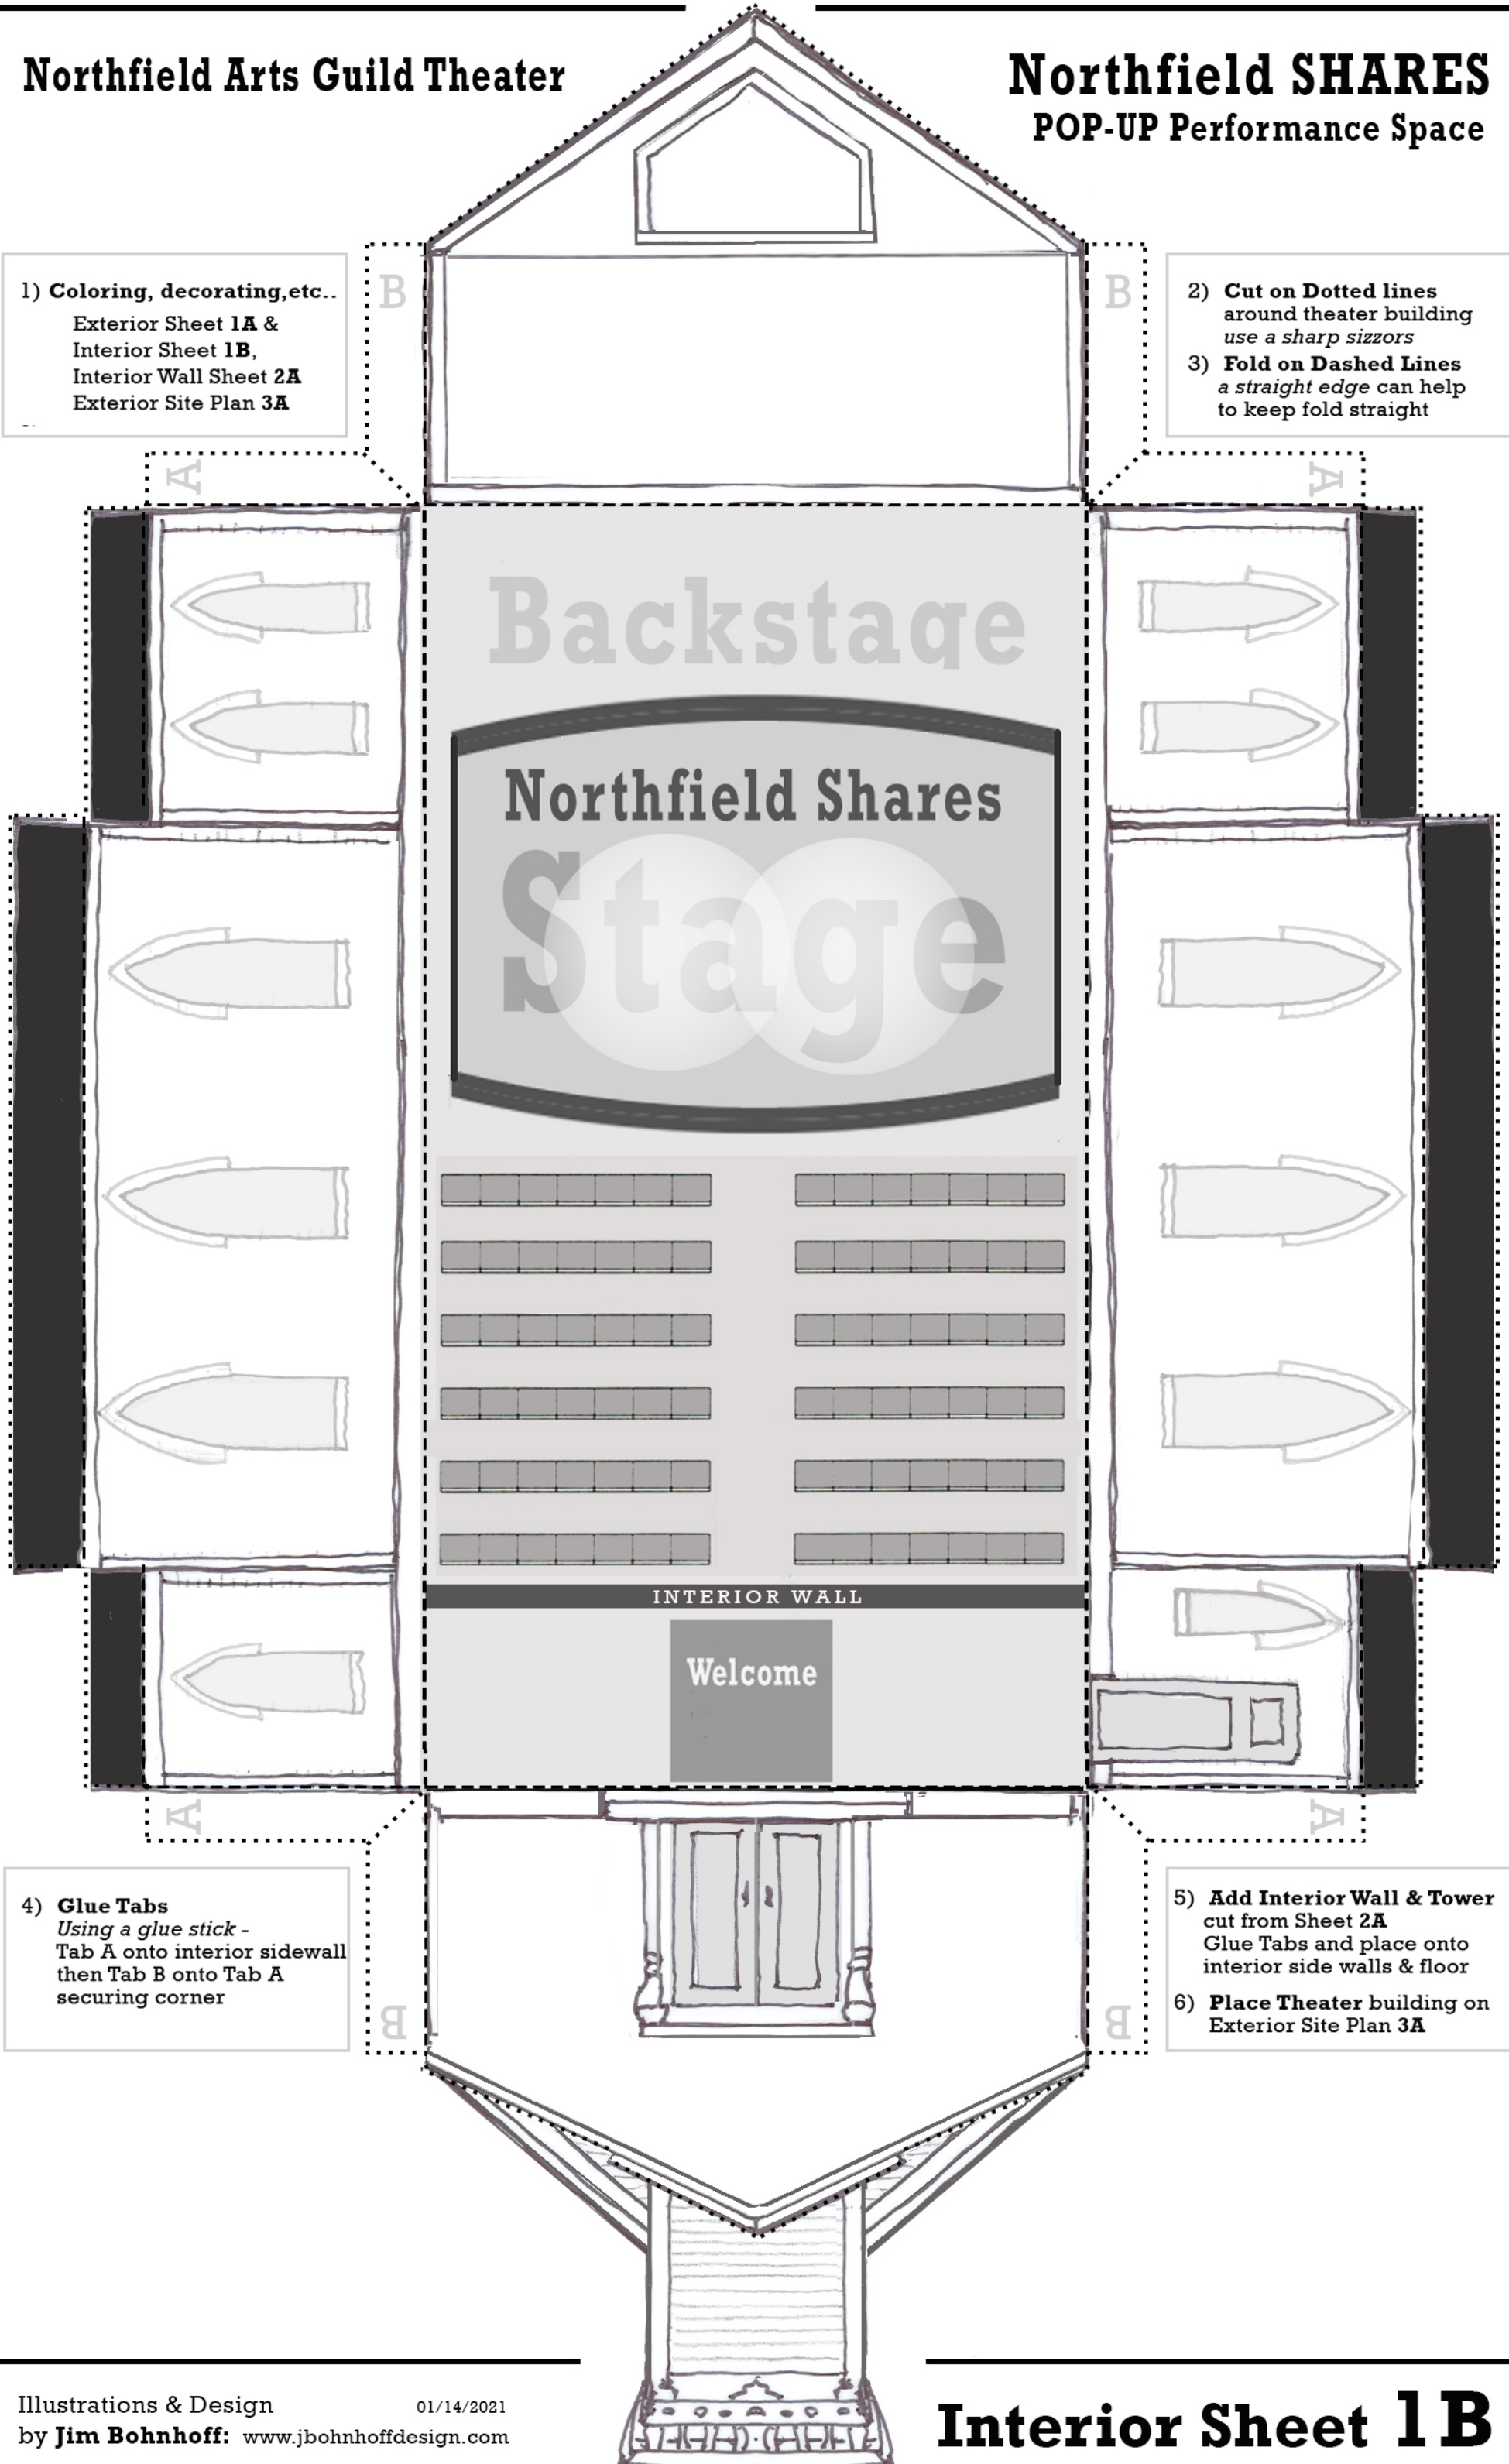 Northfield Arts Guild Theater
Northfield SHARES
POP-UP Performance Space
1) Coloring, decorating,etc..
Exterior Sheet 1A &
Interior Sheet 1B,
Interior Wall Sheet 2A
Exterior Site Plan 3A
B
B
2) Cut on Dotted lines
around theater building
use a sharp sizzors
3) Fold on Dashed Lines
a straight edge can help
to keep fold straight
A
A
Backstage
Northfield Shares
Stage
INTERIOR WALL
Welcome
A
A
4) Glue Tabs
Using a glue stick -
Tab A onto interior sidewall
then Tab B onto Tab A
securing corner
B
B
5) Add Interior Wall & Tower
cut from Sheet 2A
Glue Tabs and place onto
interior side walls & floor
6) Place Theater building on
Exterior Site Plan 3A
Illustrations & Design 01/14/2021
by Jim Bohnhoff: www.jbohnhoffdesign.com
Interior Sheet 1B